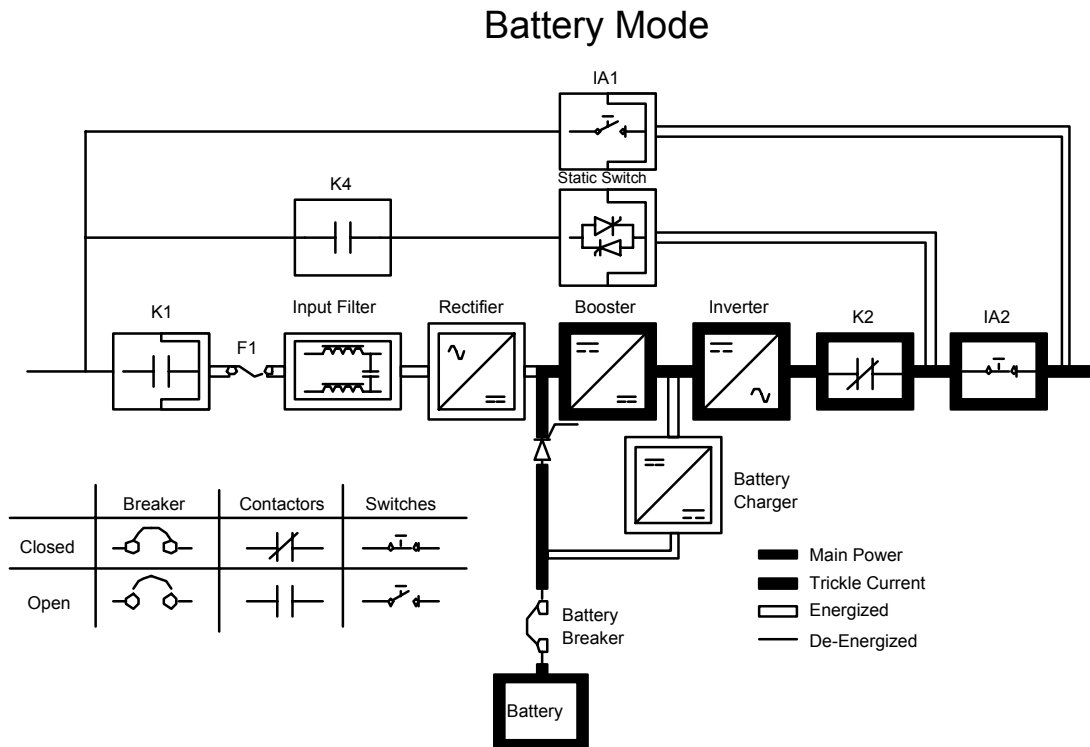 Battery Mode
IA1
Static Switch
K4
K1
F1
Input Filter
Rectifier
Booster
Inverter
K2
IA2
Battery
Charger
Breaker
Contactors
Switches
Closed
Open
Battery
Breaker
Battery
Main Power
Trickle Current
Energized
De-Energized